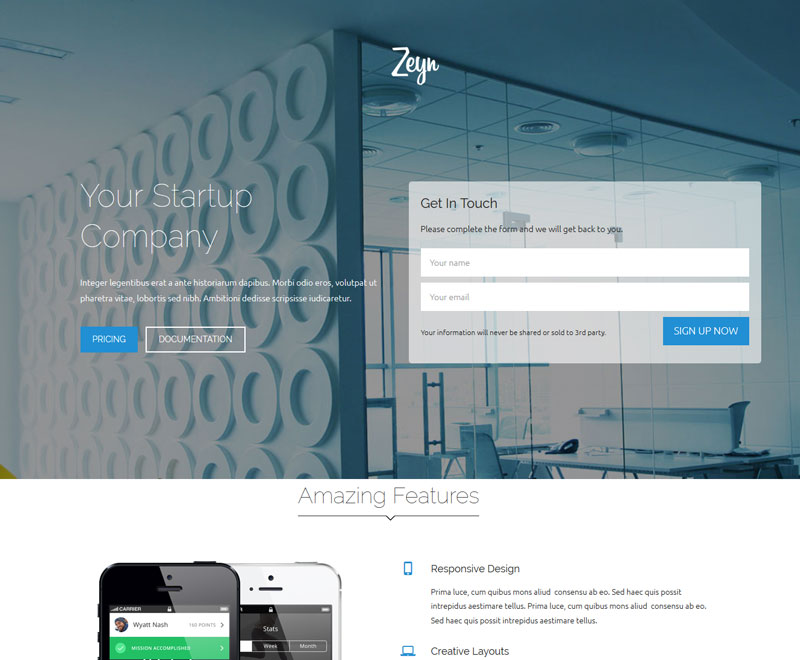 Zeyn
Your Startup
Company
Integer legentibus erat a ante historiarum dapibus. Morbi odio eros, volutpat ut
pharetra vitae, lobortis sed nibh. Ambitioni dedisse scripsisse iudicaretur.
PRICING
DOCUMENTATION
Get In Touch
Please complete the form and we will get back to you.
Your name
Your email
Your information will never be shared or sold to 3rd party.
SIGN UP NOW
Amazing Features
CARRIER
Wyatt Nash
160 POINTS
MISSION ACCOMPLISHED
Stats
Week
Month
Responsive Design
Prima luce, cum quibus mons aliud consensu ab eo. Sed haec quis possit
intrepidus aestimare tellus. Prima luce, cum quibus mons aliud consensu ab eo.
Sed haec quis possit intrepidus aestimare tellus.
Creative Layouts